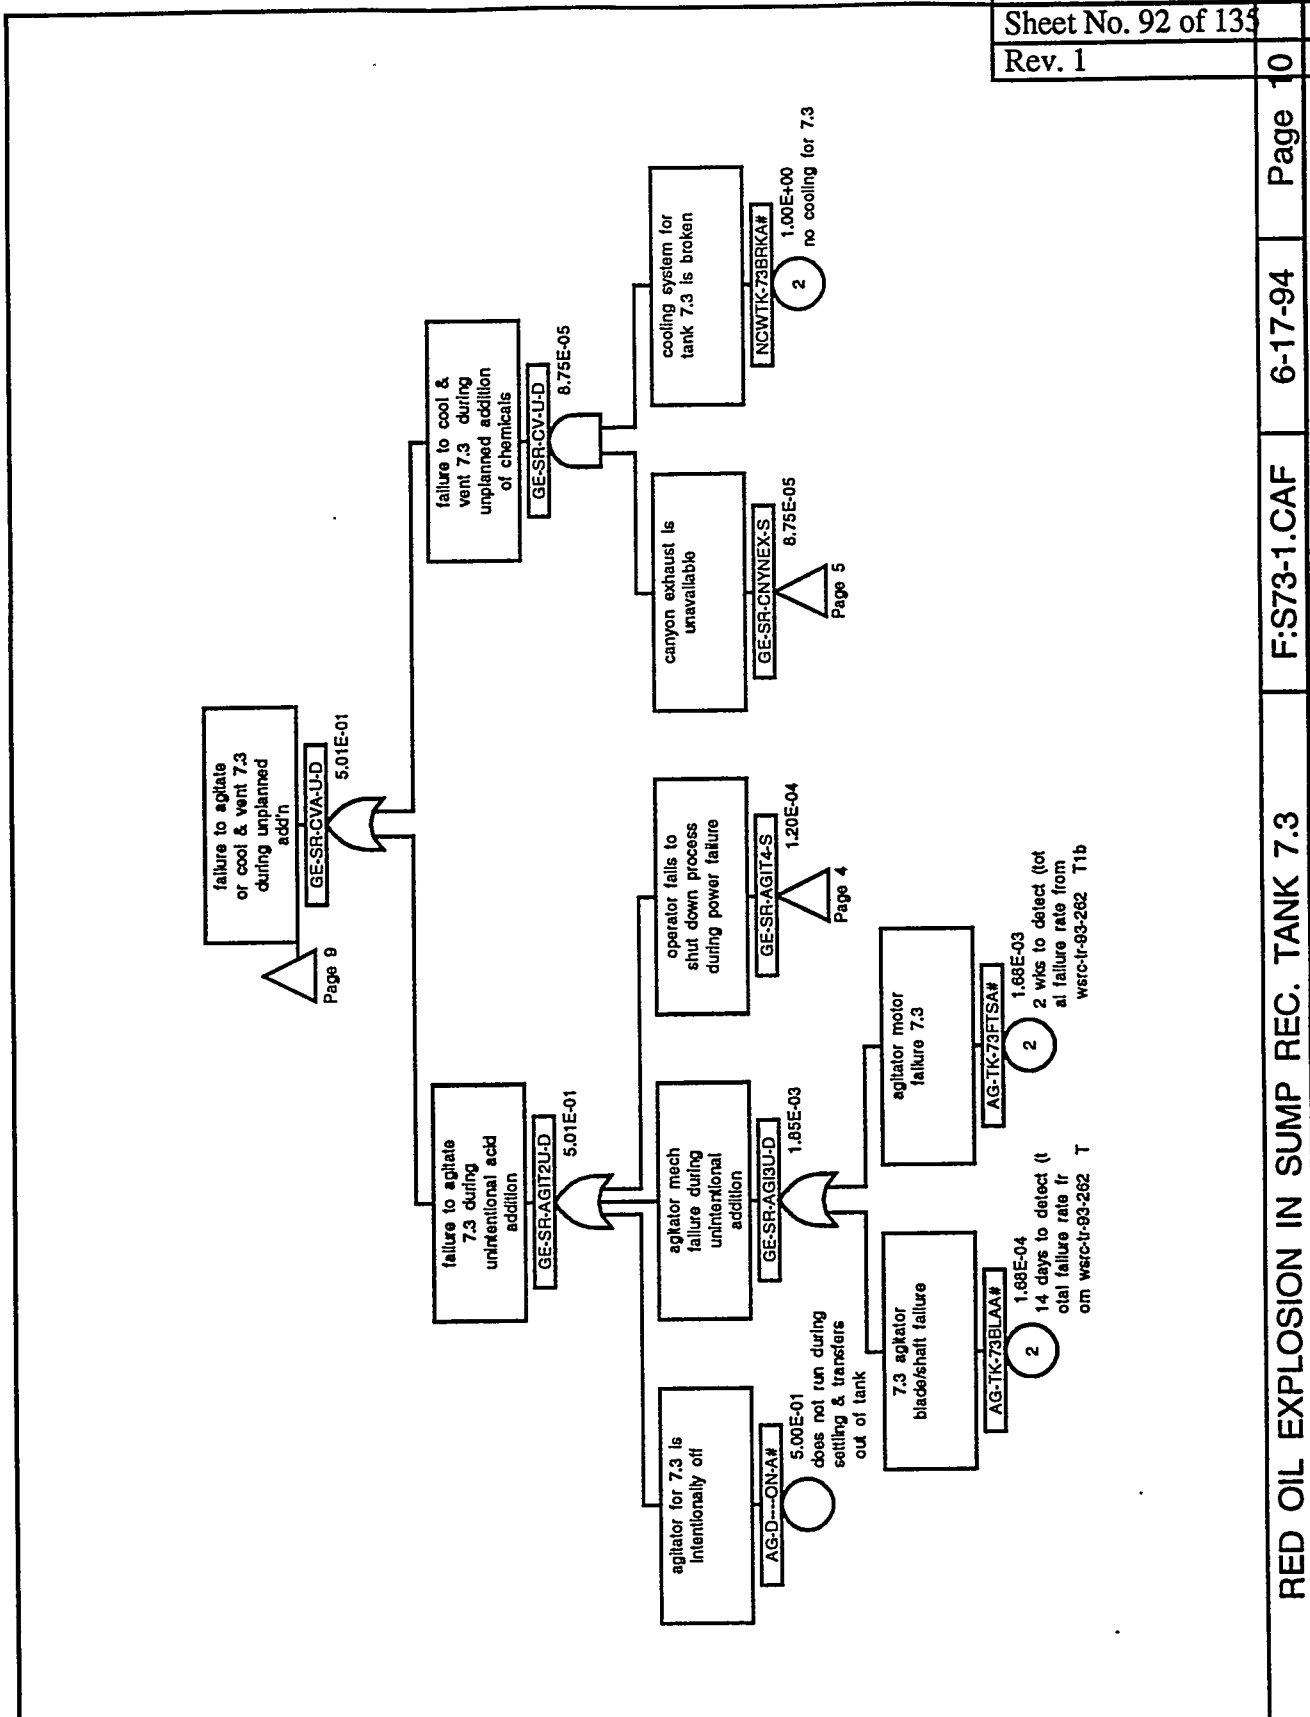 Sheet No. 92 of 135
Rev. 1
failure to agitate
or cool & vent 7.3
during unplanned
add'n
GE-SR-CVA-U-D
5.01E-01
Page 9
failure to agitate
7.3 during
unintentional acid
addition
GE-SR-AGIT2U-D
5.01E-01
failure to cool &
vent 7.3 during
unplanned addition
of chemicals
GE-SR-CV-U-D
8.75E-05
agitator for 7.3 is
intentionally off
AG-D---ON-A#
5.00E-01
does not run during
settling & transfers
out of tank
agitator mech
failure during
unintentional
addition
GE-SR-AGI3U-D
1.85E-03
operator fails to
shut down process
during power failure
GE-SR-AGIT4-S
1.20E-04
Page 4
canyon exhaust is
unavailable
GE-SR-CNYNEX-S
8.75E-05
Page 5
cooling system for
tank 7.3 is broken
NCWTK-73BRKA#
1.00E+00
no cooling for 7.3
2
7.3 agitator
blade/shaft failure
AG-TK-73BLAA#
1.68E-04
14 days to detect (t
otal failure rate fr
om wsrc-tr-93-262 T
2
agitator motor
failure 7.3
AG-TK-73FTSA#
1.68E-03
2 wks to detect (tot
al failure rate from
wsrc-tr-93-262 T1b
2
RED OIL EXPLOSION IN SUMP REC. TANK 7.3
F:S73-1.CAF
6-17-94
Page 10